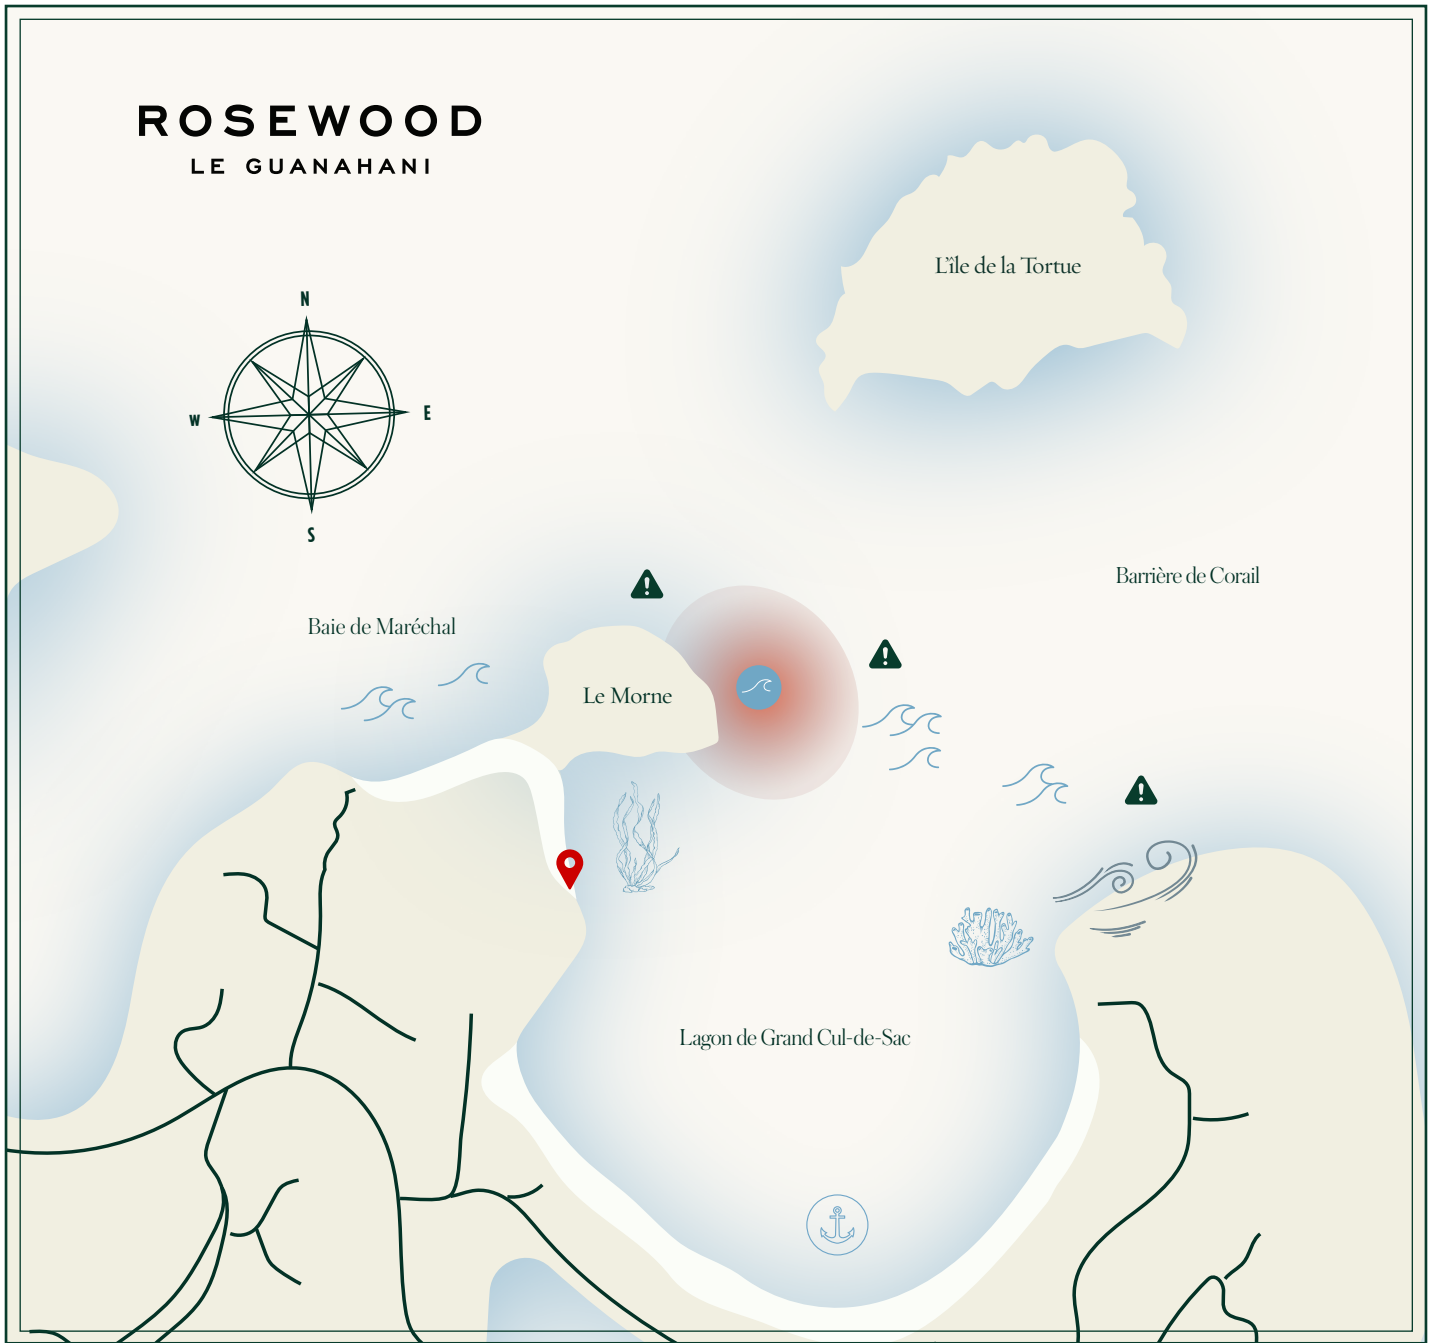 ROSEWOOD
LE GUANAHANI
L'île de la Tortue
N
W
E
S
Barrière de Corail
Baie de Maréchal
Le Morne
Lagon de Grand Cul-de-Sac